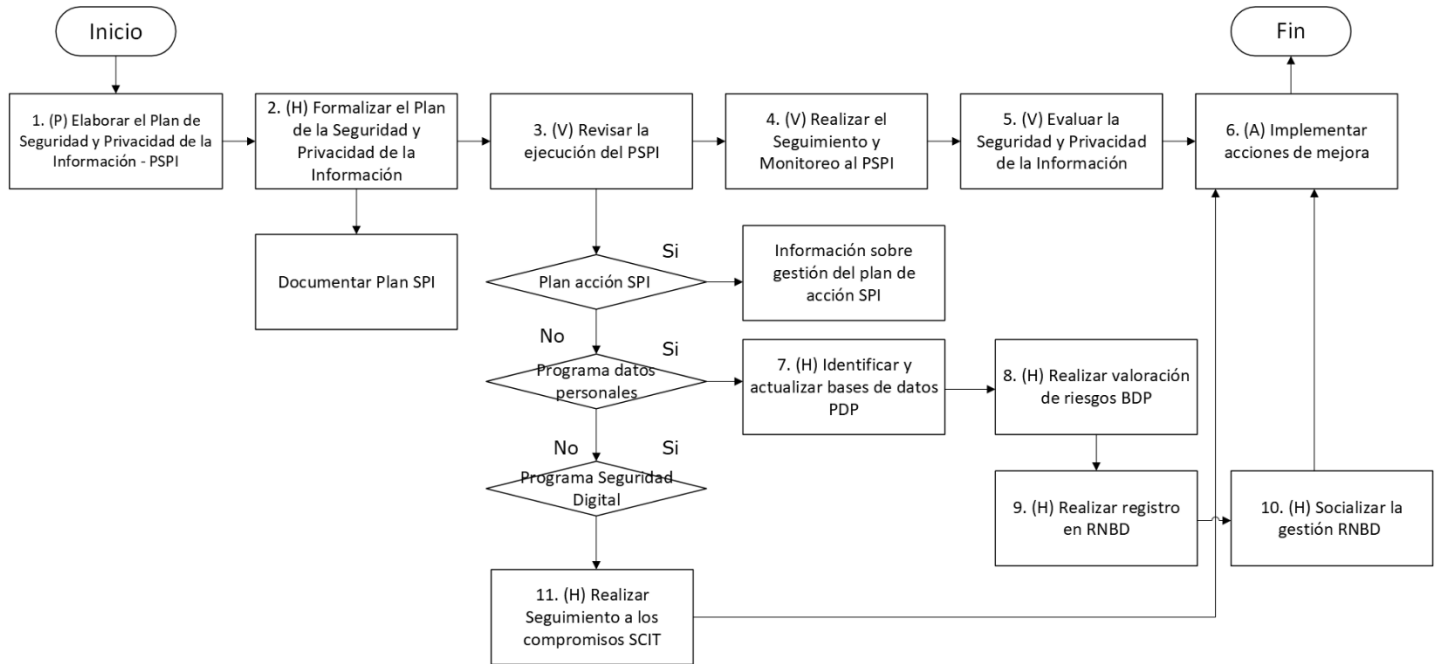 Inicio
Fin
1. (P) Elaborar el Plan de
Seguridad y Privacidad de la
Información - PSPI
2. (H) Formalizar el Plan
de la Seguridad y
Privacidad de la
Información
3. (V) Revisar la
ejecución del PSPI
4. (V) Realizar el
Seguimiento y
Monitoreo al PSPI
5. (V) Evaluar la
Seguridad y Privacidad
de la Información
6. (A) Implementar
acciones de mejora
Documentar Plan SPI
Plan acción SPI
Si
Información sobre
gestión del plan de
acción SPI
No
Si
Programa datos
personales
7. (H) Identificar y
actualizar bases de datos
PDP
8. (H) Realizar valoración
de riesgos BDP
No
Si
Programa Seguridad
Digital
9. (H) Realizar registro
en RNBD
10. (H) Socializar la
gestión RNBD
11. (H) Realizar
Seguimiento a los
compromisos SCIT